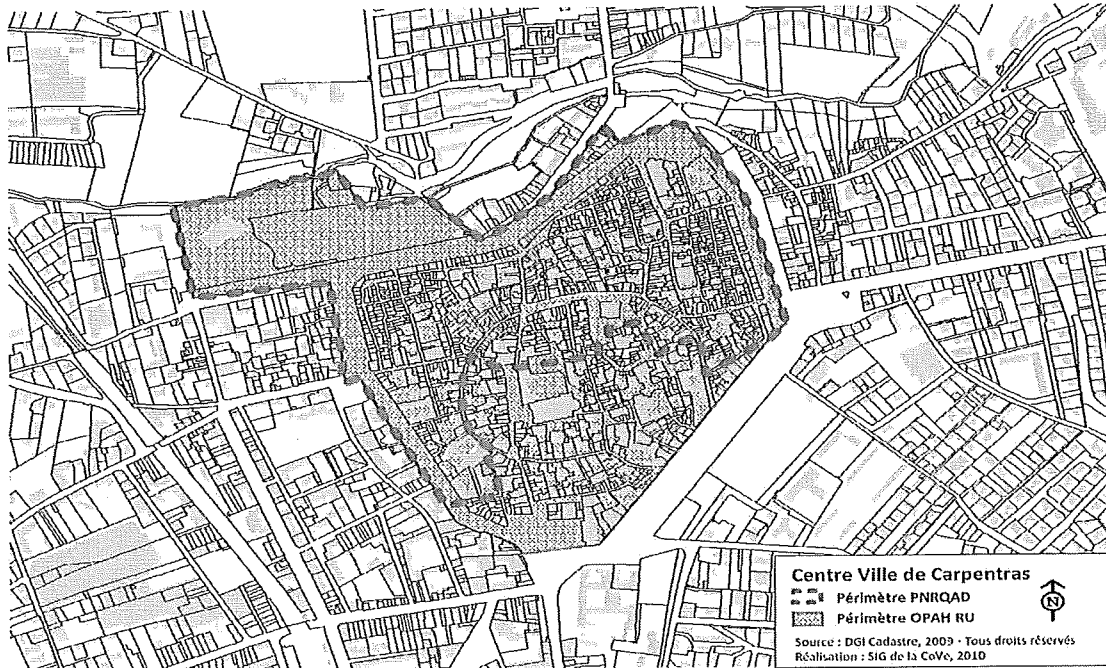 Centre Ville de Carpentras
Périmètre PNRQAD
Périmètre OPAH RU
N
Source : DGI Cadastre, 2009 - Tous droits réservés
Réalisation : SIG de la CoVe, 2010